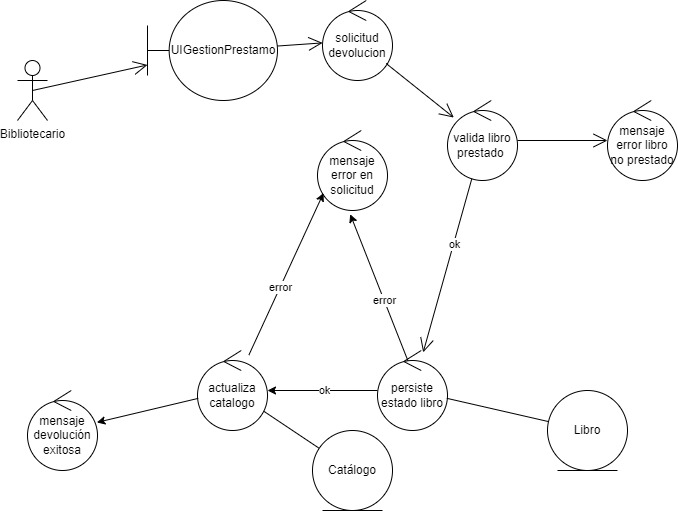 solicitud
devolucion
UIGestionPrestamo
Bibliotecario
valida libro
prestado
mensaje
error libro
no prestado
mensaje
error en
solicitud
ok
error
error
actualiza
catalogo
ok
persiste
estado libro
mensaje
devolución
exitosa
Libro
Catálogo